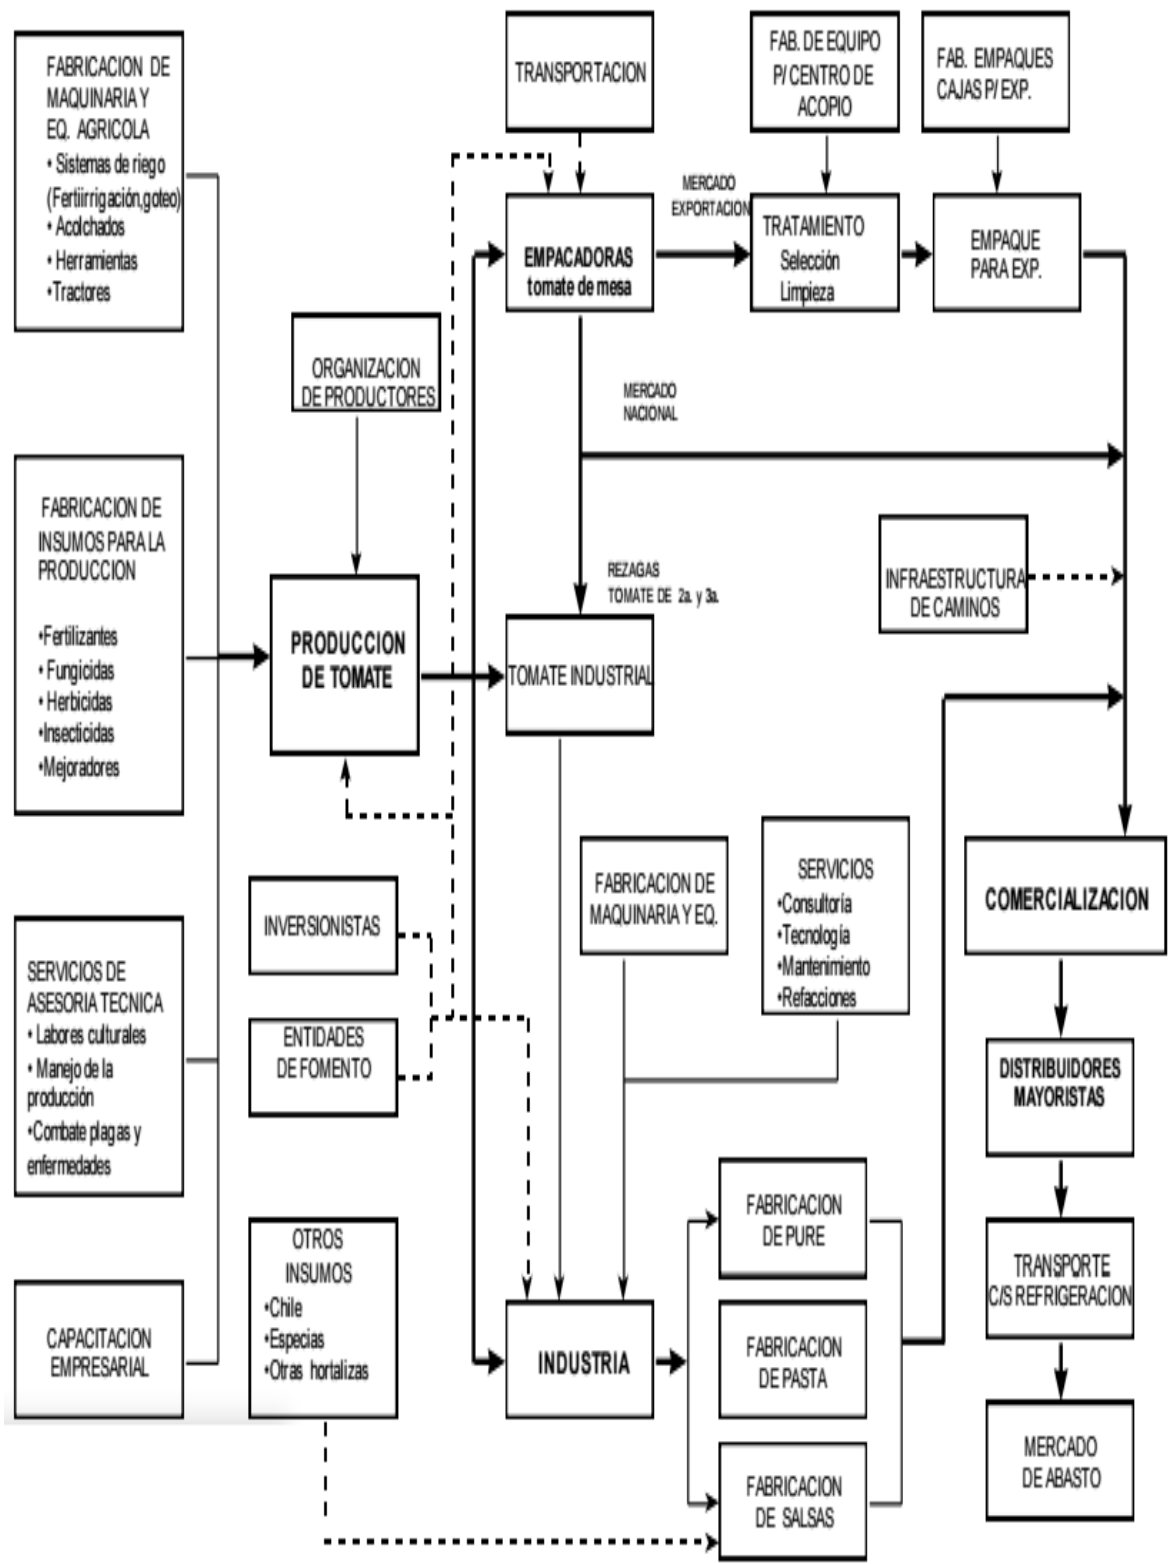 FABRICACION DE
MAQUINARIA Y
EQ. AGRICOLA
• Sistemas de riego
(Fertiirrigación,goteo)
• Acolchados
• Herramientas
•Tractores
FABRICACION DE
INSUMOS PARA LA
PRODUCCION
•Fertilizantes
• Fungicidas
• Herbicidas
•Insecticidas
•Mejoradores
SERVICIOS DE
ASESORIA TECNICA
• Labores culturales
• Manejo de la
producción
•Combate plagas y
enfermedades
CAPACITACION
EMPRESARIAL
ORGANIZACION
DE PRODUCTORES
PRODUCCION
DE TOMATE
INVERSIONISTAS
ENTIDADES
DE FOMENTO
OTROS
INSUMOS
•Chile
•Especias
•Otras hortalizas
TRANSPORTACION
EMPACADORAS
tomate de mesa
MERCADO
EXPORTACION
FAB. DE EQUIPO
P/ CENTRO DE
ACOPIO
TRATAMIENTO
Selección
Limpieza
FAB. EMPAQUES
CAJAS P/ EXP.
EMPAQUE
PARA EXP.
MERCADO
NACIONAL
REZAGAS
TOMATE DE 2a. y 3a.
TOMATE INDUSTRIAL
INFRAESTRUCTURA
DE CAMINOS
FABRICACION DE
MAQUINARIA Y EQ.
SERVICIOS
•Consultoría
•Tecnología
•Mantenimiento
•Refacciones
INDUSTRIA
FABRICACION
DE PURE
FABRICACION
DE PASTA
FABRICACION
DE SALSAS
COMERCIALIZACION
DISTRIBUIDORES
MAYORISTAS
TRANSPORTE
C/S REFRIGERACION
MERCADO
DE ABASTO